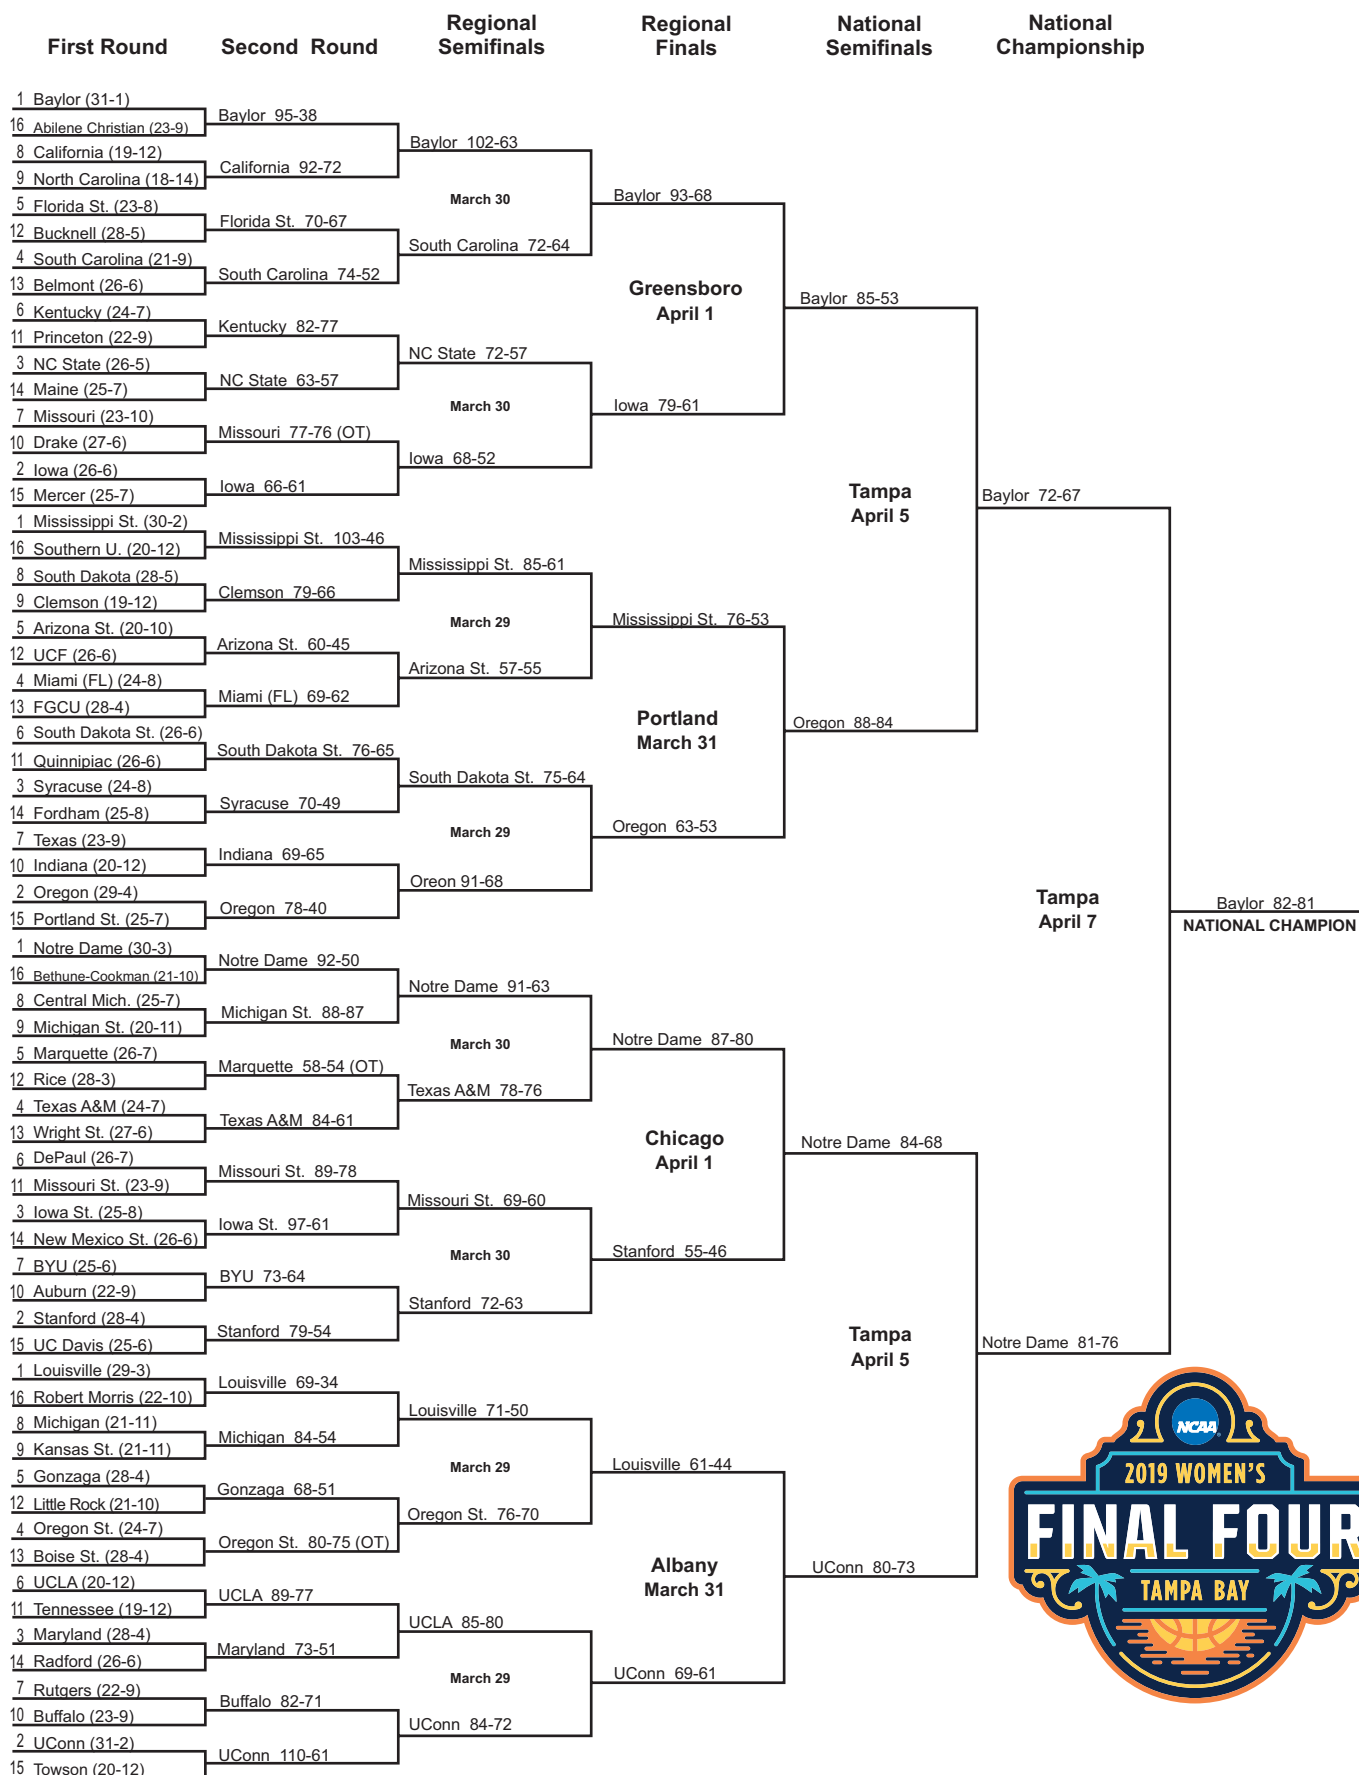 First Round
Second Round
Regional
Semifinals
Regional
Finals
National
Semifinals
National
Championship
1 Baylor (31-1)
16 Abilene Christian (23-9)
8 California (19-12)
9 North Carolina (18-14)
5 Florida St. (23-8)
12 Bucknell (28-5)
4 South Carolina (21-9)
13 Belmont (26-6)
6 Kentucky (24-7)
11 Princeton (22-9)
3 NC State (26-5)
14 Maine (25-7)
7 Missouri (23-10)
10 Drake (27-6)
2 Iowa (26-6)
15 Mercer (25-7)
1 Mississippi St. (30-2)
16 Southern U. (20-12)
8 South Dakota (28-5)
9 Clemson (19-12)
5 Arizona St. (20-10)
12 UCF (26-6)
4 Miami (FL) (24-8)
13 FGCU (28-4)
6 South Dakota St. (26-6)
11 Quinnipiac (26-6)
3 Syracuse (24-8)
14 Fordham (25-8)
7 Texas (23-9)
10 Indiana (20-12)
2 Oregon (29-4)
15 Portland St. (25-7)
1 Notre Dame (30-3)
16 Bethune-Cookman (21-10)
8 Central Mich. (25-7)
9 Michigan St. (20-11)
5 Marquette (26-7)
12 Rice (28-3)
4 Texas A&M (24-7)
13 Wright St. (27-6)
6 DePaul (26-7)
11 Missouri St. (23-9)
3 Iowa St. (25-8)
14 New Mexico St. (26-6)
7 BYU (25-6)
10 Auburn (22-9)
2 Stanford (28-4)
15 UC Davis (25-6)
1 Louisville (29-3)
16 Robert Morris (22-10)
8 Michigan (21-11)
9 Kansas St. (21-11)
5 Gonzaga (28-4)
12 Little Rock (21-10)
4 Oregon St. (24-7)
13 Boise St. (28-4)
6 UCLA (20-12)
11 Tennessee (19-12)
3 Maryland (28-4)
14 Radford (26-6)
7 Rutgers (22-9)
10 Buffalo (23-9)
2 UConn (31-2)
15 Towson (20-12)
Baylor 95-38
California 92-72
Florida St. 70-67
South Carolina 74-52
Kentucky 82-77
NC State 63-57
Missouri 77-76 (OT)
Iowa 66-61
Mississippi St. 103-46
Clemson 79-66
Arizona St. 60-45
Miami (FL) 69-62
South Dakota St. 76-65
Syracuse 70-49
Indiana 69-65
Oregon 78-40
Notre Dame 92-50
Michigan St. 88-87
Marquette 58-54 (OT)
Texas A&M 84-61
Missouri St. 89-78
Iowa St. 97-61
BYU 73-64
Stanford 79-54
Louisville 69-34
Michigan 84-54
Gonzaga 68-51
Oregon St. 80-75 (OT)
UCLA 89-77
Maryland 73-51
Buffalo 82-71
UConn 110-61
Baylor 102-63
March 30
South Carolina 72-64
NC State 72-57
March 30
Iowa 68-52
Mississippi St. 85-61
March 29
Arizona St. 57-55
South Dakota St. 75-64
March 29
Oreon 91-68
Notre Dame 91-63
March 30
Texas A&M 78-76
Missouri St. 69-60
March 30
Stanford 72-63
Louisville 71-50
March 29
Oregon St. 76-70
UCLA 85-80
March 29
UConn 84-72
Baylor 93-68
Greensboro
April 1
Iowa 79-61
Mississippi St. 76-53
Portland
March 31
Oregon 63-53
Notre Dame 87-80
Chicago
April 1
Stanford 55-46
Louisville 61-44
Albany
March 31
UConn 69-61
Baylor 85-53
Tampa
April 5
Oregon 88-84
Notre Dame 84-68
Tampa
April 5
UConn 80-73
Baylor 72-67
Tampa
April 7
Notre Dame 81-76
Baylor 82-81
NATIONAL CHAMPION
NCAA
2019 WOMEN'S
FINAL FOUR
TAMPA BAY